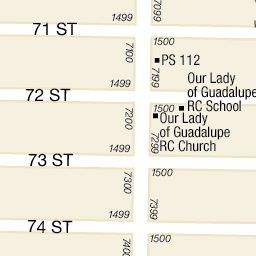 1499
7099
71 ST
1500
7100
PS 112
7199
1499
Our Lady
of Guadalupe
RC School
72 ST
1500
7200
Our Lady
of Guadalupe
RC Church
7299
1499
73 ST
1500
7300
7399
1499
74 ST
1500
7400